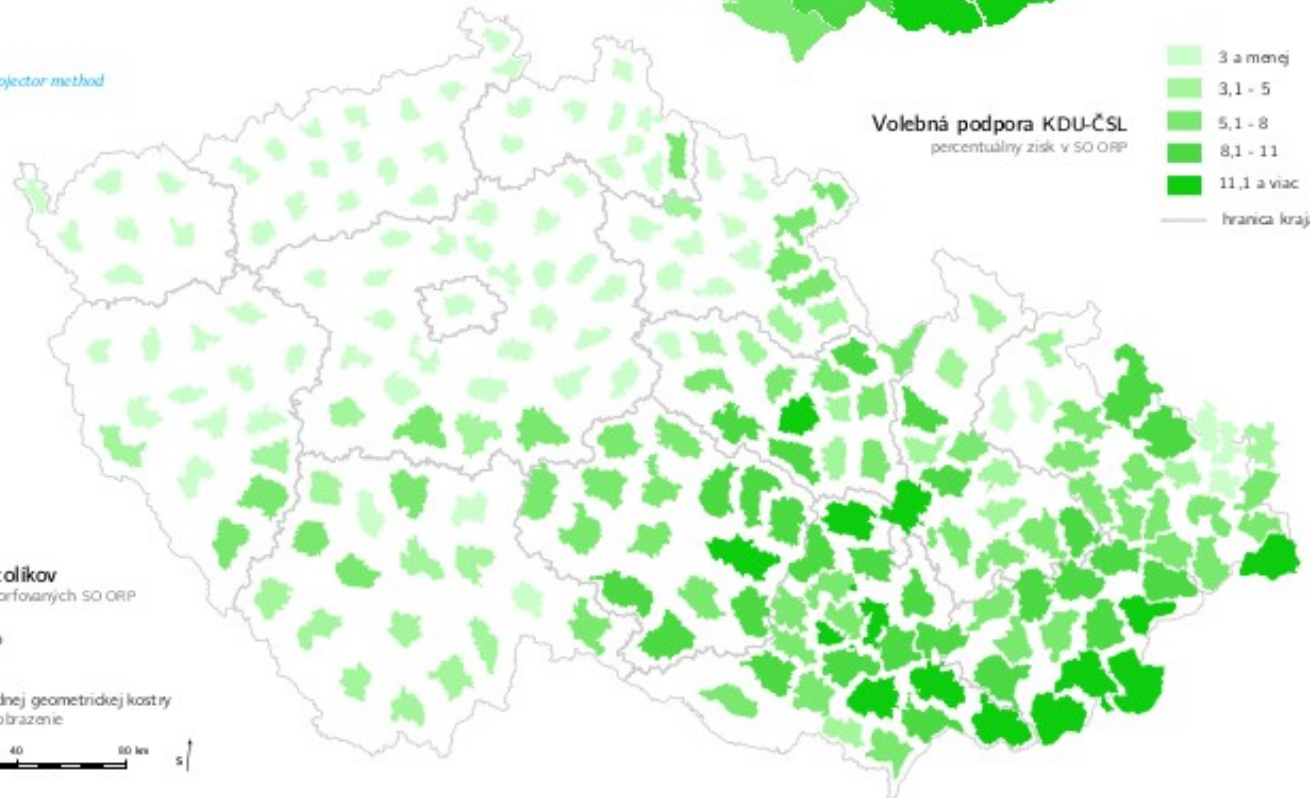 ojector method
Volebná podpora KDU-ČSL
percentuálny zisk v SO ORP
3 a menej
3,1 - 5
5,1 - 8
8,1 - 11
11,1 a viac
hranica kraja
olíkov
orfovaných SO ORP
dnej geometrickej kostry
obrazenie
40 80 km
S